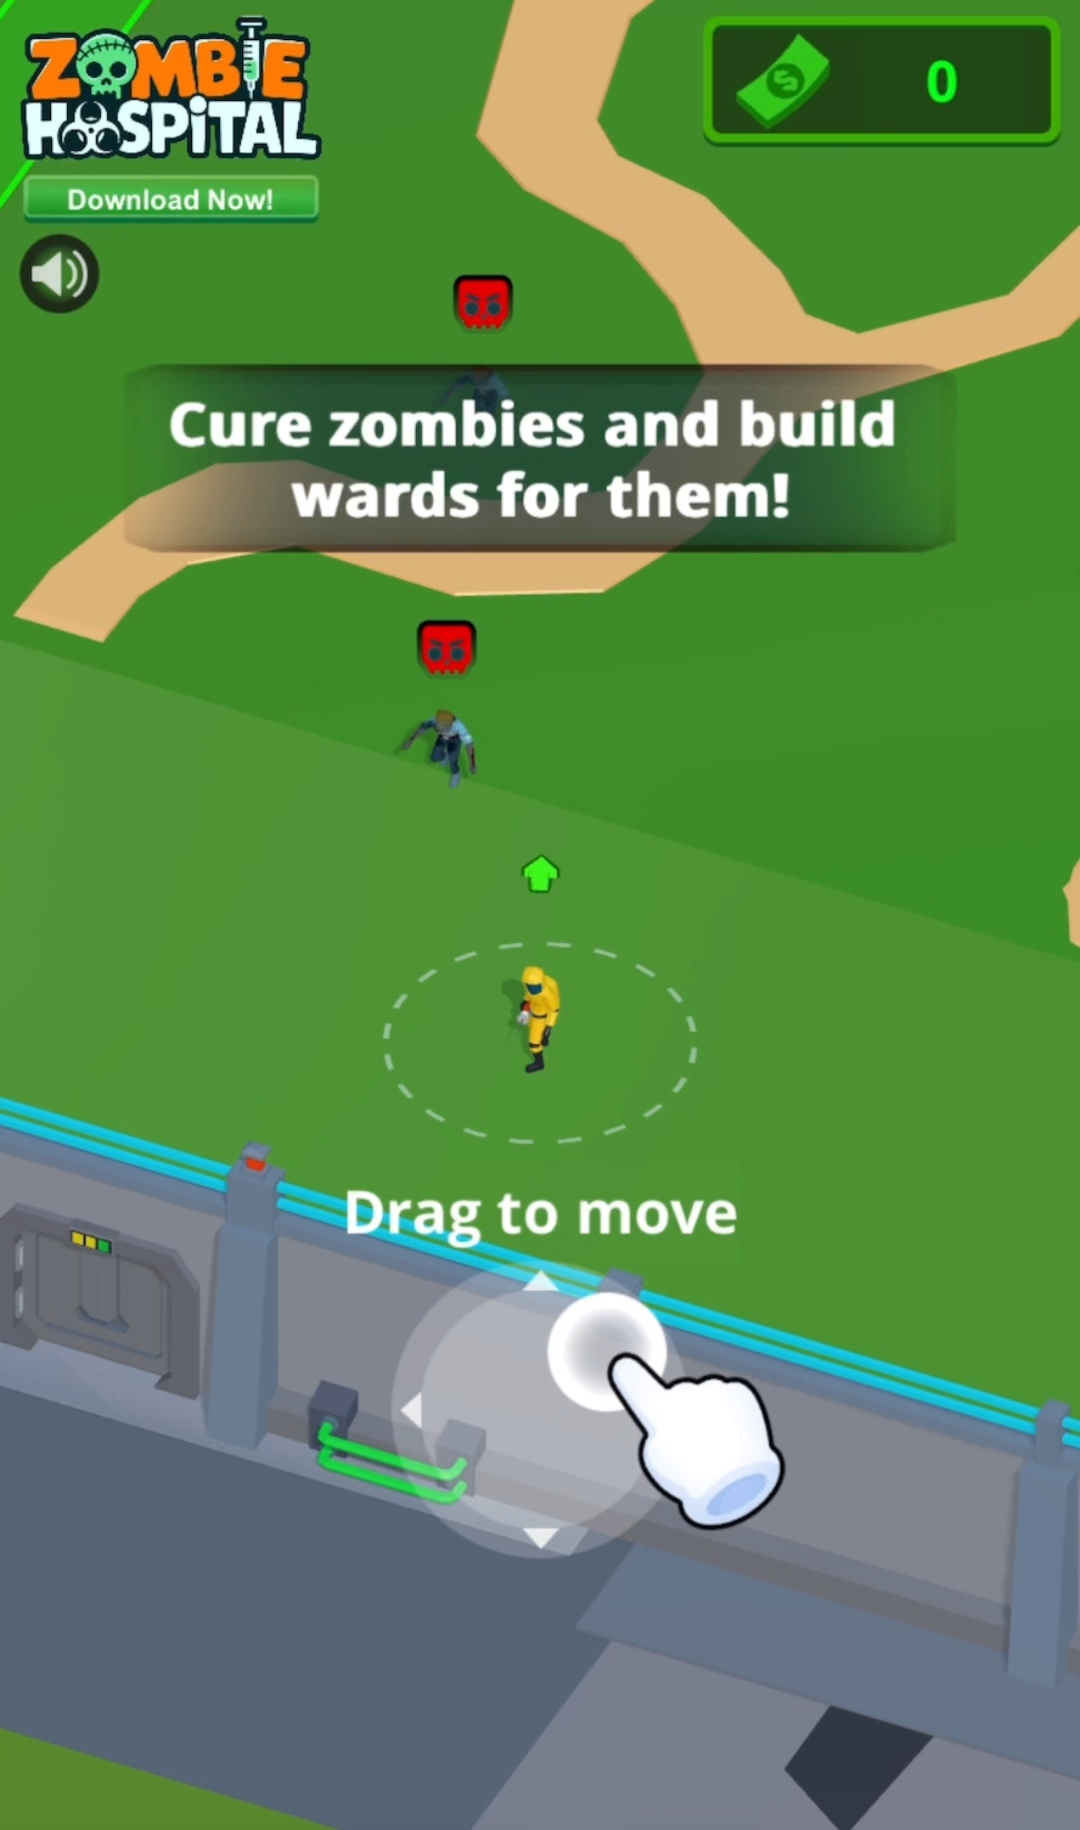 ZOMBIE
HOSPITAL
0
Download Now!
Cure zombies and build
wards for them!
Drag to move